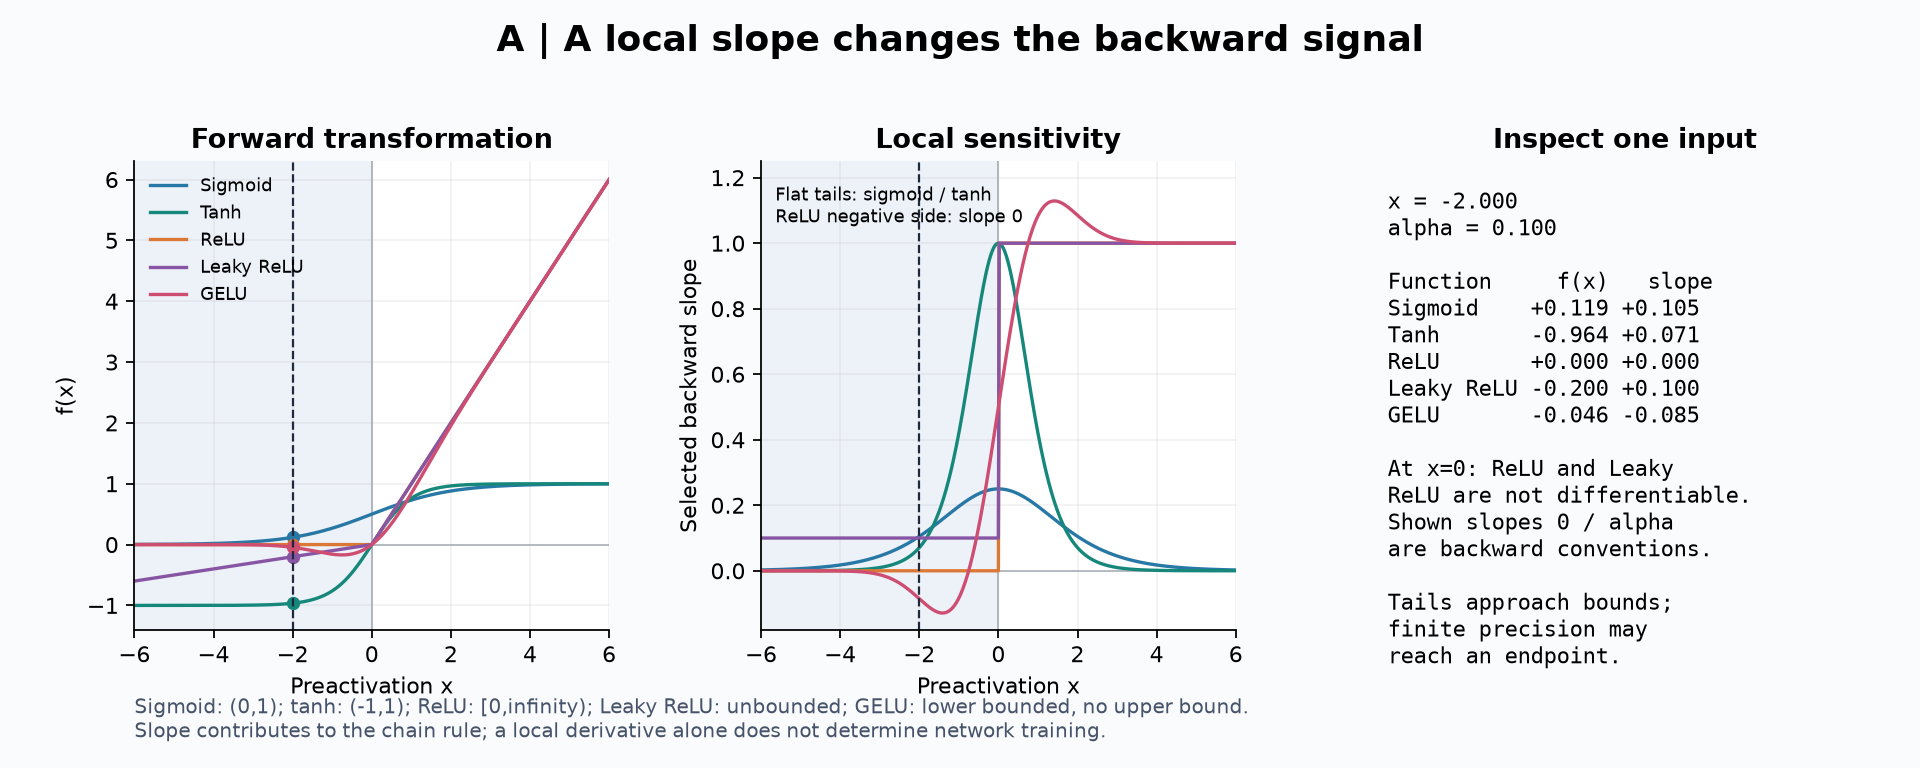 A | A local slope changes the backward signal
Forward transformation
6
5
4
3
2
1
0
−1
f(x)
Sigmoid
Tanh
ReLU
Leaky ReLU
GELU
−6 −4 −2 0 2 4 6
Preactivation x
Local sensitivity
1.2
1.0
0.8
0.6
0.4
0.2
0.0
Selected backward slope
Flat tails: sigmoid / tanh
ReLU negative side: slope 0
−6 −4 −2 0 2 4 6
Preactivation x
Inspect one input
x = -2.000
alpha = 0.100
Function f(x) slope
Sigmoid +0.119 +0.105
Tanh -0.964 +0.071
ReLU +0.000 +0.000
Leaky ReLU -0.200 +0.100
GELU -0.046 -0.085
At x=0: ReLU and Leaky
ReLU are not differentiable.
Shown slopes 0 / alpha
are backward conventions.
Tails approach bounds;
finite precision may
reach an endpoint.
Sigmoid: (0,1); tanh: (-1,1); ReLU: [0,infinity); Leaky ReLU: unbounded; GELU: lower bounded, no upper bound.
Slope contributes to the chain rule; a local derivative alone does not determine network training.